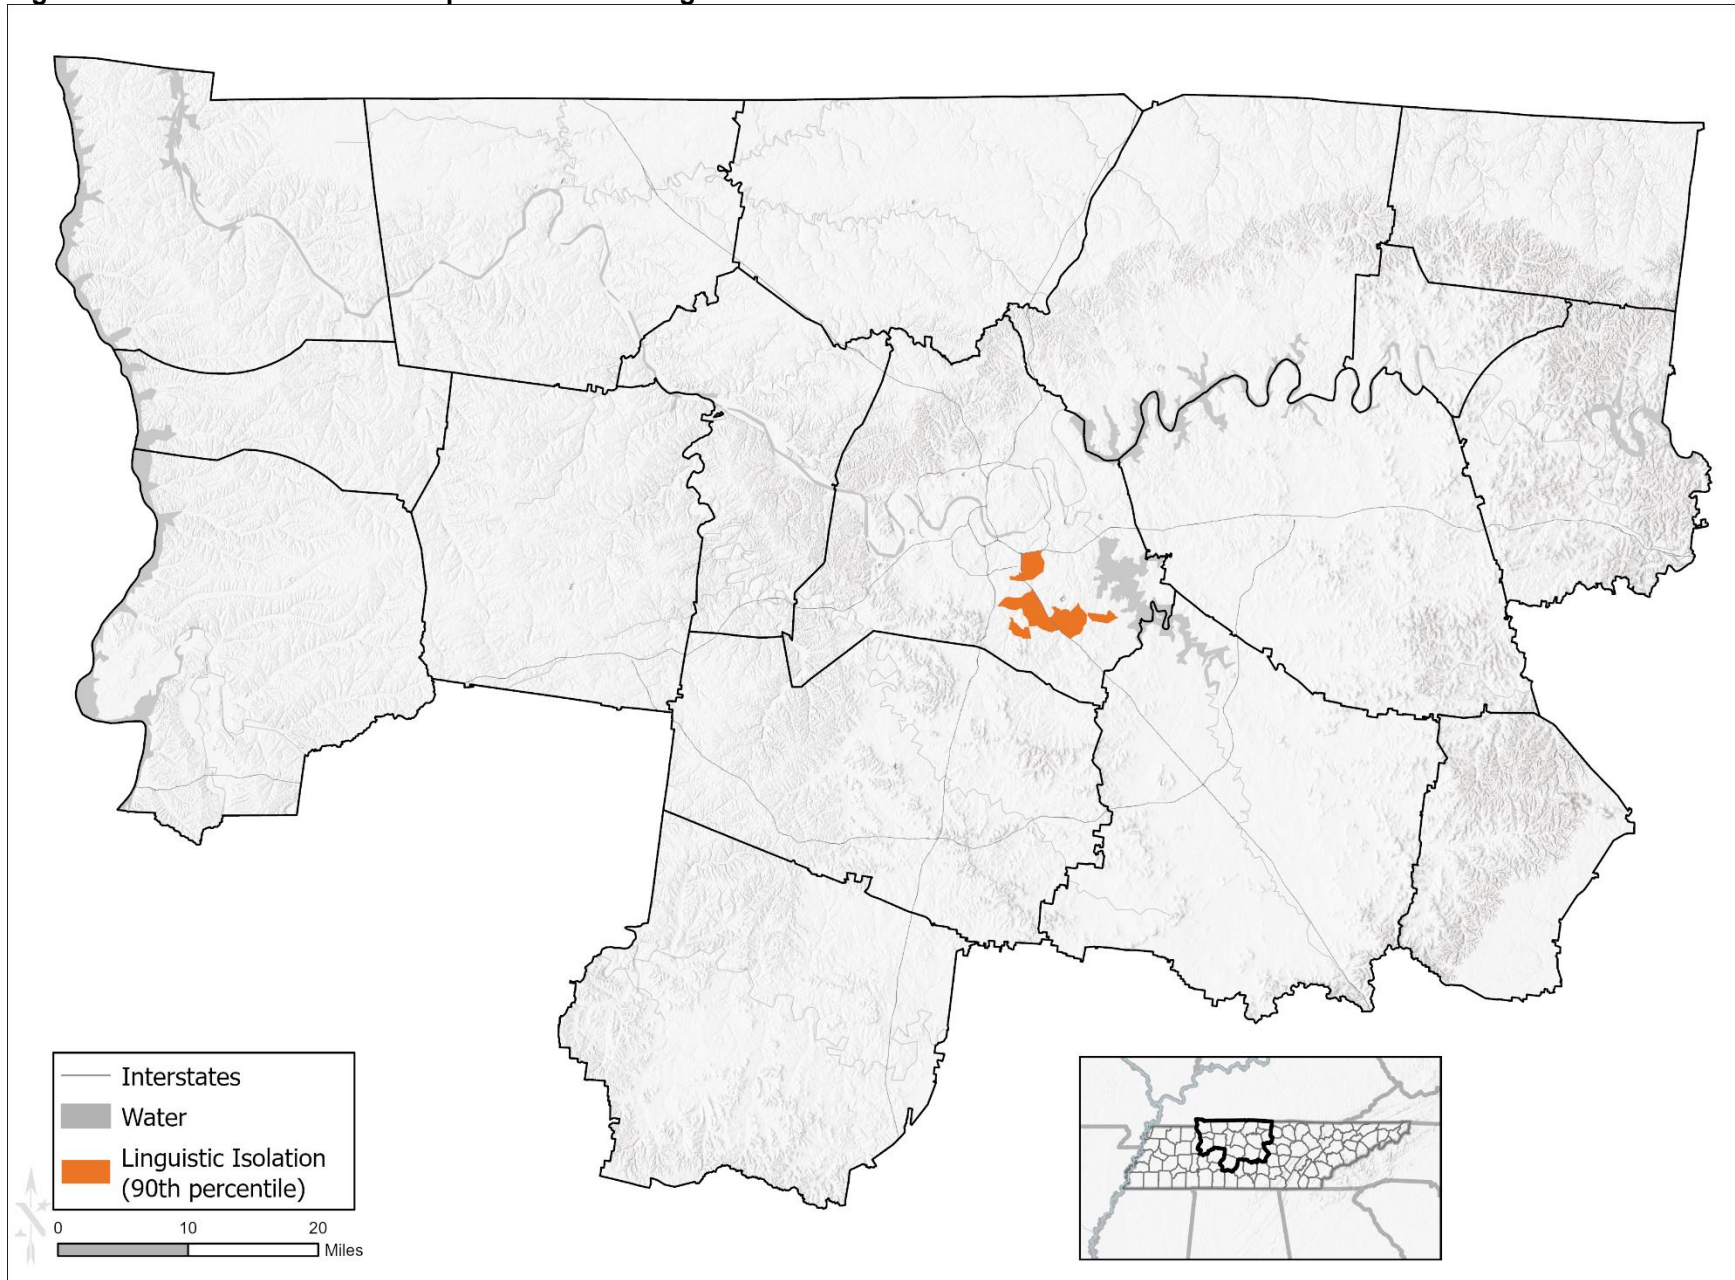 Interstates
Water
Linguistic Isolation
(90th percentile)
0 10 20
Miles